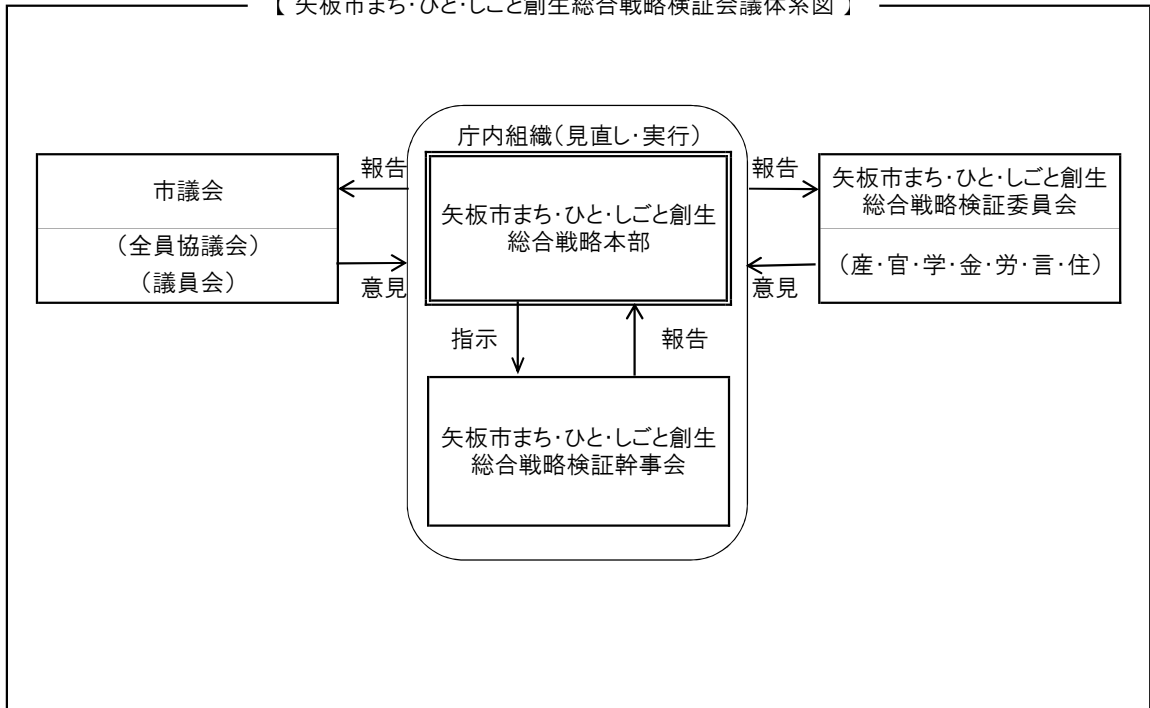 【 矢板市まち・ひと・しごと創生総合戦略検証会議体系図 】
庁内組織（見直し・実行）
市議会
（全員協議会）
（議員会）
報告
意見
矢板市まち・ひと・しごと創生
総合戦略本部
報告
意見
矢板市まち・ひと・しごと創生
総合戦略検証委員会
（産・官・学・金・労・言・住）
指示
報告
矢板市まち・ひと・しごと創生
総合戦略検証幹事会